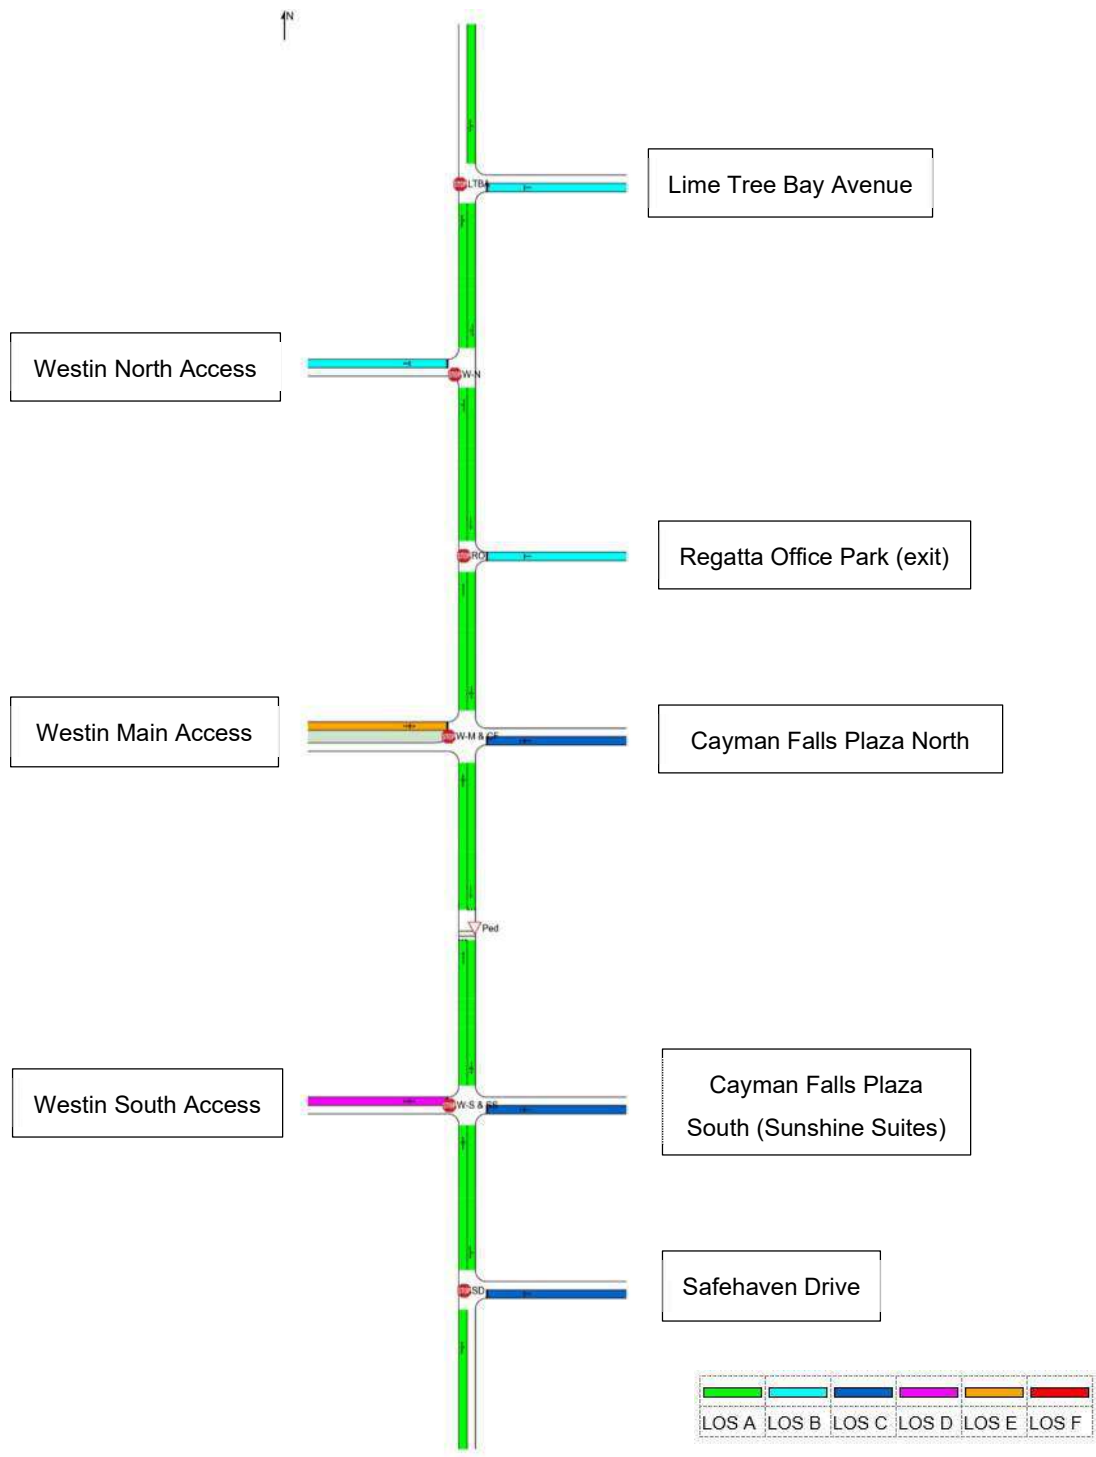 N
Lime Tree Bay Avenue
LTBA
Westin North Access
W-N
Regatta Office Park (exit)
RO
Westin Main Access
W-M & CF
Cayman Falls Plaza North
Ped
Cayman Falls Plaza
South (Sunshine Suites)
Westin South Access
W-S & SS
Safehaven Drive
SD
LOS A LOS B LOS C LOS D LOS E LOS F